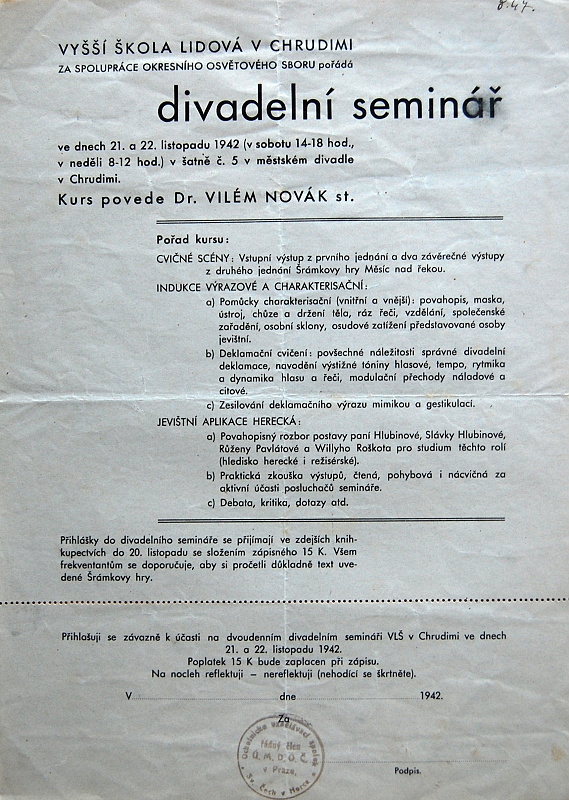 8.47.
VYŠŠÍ ŠKOLA LIDOVÁ V CHRUDIMI
ZA SPOLUPRÁCE OKRESNÍHO OSVĚTOVÉHO SBORU pořádá
divadelní seminář
ve dnech 21. a 22. listopadu 1942 (v sobotu 14-18 hod.,
v neděli 8-12 hod.) v šatně č. 5 v městském divadle
v Chrudimi.
Kurs povede Dr. VILÉM NOVÁK st.
Pořad kursu:
CVIČNÉ SCÉNY: Vstupní výstup z prvního jednání a dva závěrečné výstupy
z druhého jednání Šrámkovy hry Měsíc nad řekou.
INDUKCE VÝRAZOVÉ A CHARAKTERISAČNÍ:
a) Pomůcky charakterisační (vnitřní a vnější): povahopis, maska,
ústroj, chůze a držení těla, ráz řeči, vzdělání, společenské
zařadění, osobní sklony, osudové zatížení představované osoby
jevištní.
b) Deklamační cvičení: povšechné náležitosti správné divadelní
deklamace, navodění výstižné tóniny hlasové, tempo, rytmika
a dynamika hlasu a řeči, modulační přechody náladové a
citové.
c) Zesilování deklamačního výrazu mimikou a gestikulací.
JEVIŠTNÍ APLIKACE HERECKÁ:
a) Povahopisný rozbor postavy paní Hlubinové, Slávky Hlubinové,
Růženy Pavlátové a Willyho Roškota pro studium těchto rolí
(hledisko herecké i režisérské).
b) Praktická zkouška výstupů, čtená, pohybová i nácvičná za
aktivní účasti posluchačů semináře.
c) Debata, kritika, dotazy atd.
Přihlášky do divadelního semináře se přijímají ve zdejších knih-
kupectvích do 20. listopadu se složením zápisného 15 K. Všem
frekventantům se doporučuje, aby si pročetli důkladně text uve-
dené Šrámkovy hry.
Přihlašuji se závazně k účasti na dvoudenním divadelním semináři VLŠ v Chrudimi ve dnech
21. a 22. listopadu 1942.
Poplatek 15 K bude zaplacen při zápisu.
Na nocleh reflektuji – nereflektuji (nehodící se škrtněte).
V dne 1942.
Za
Ochotnický vzdělávací spolek
řádný člen
Ú. M. D. O. Č.
v Praze.
Podpis.